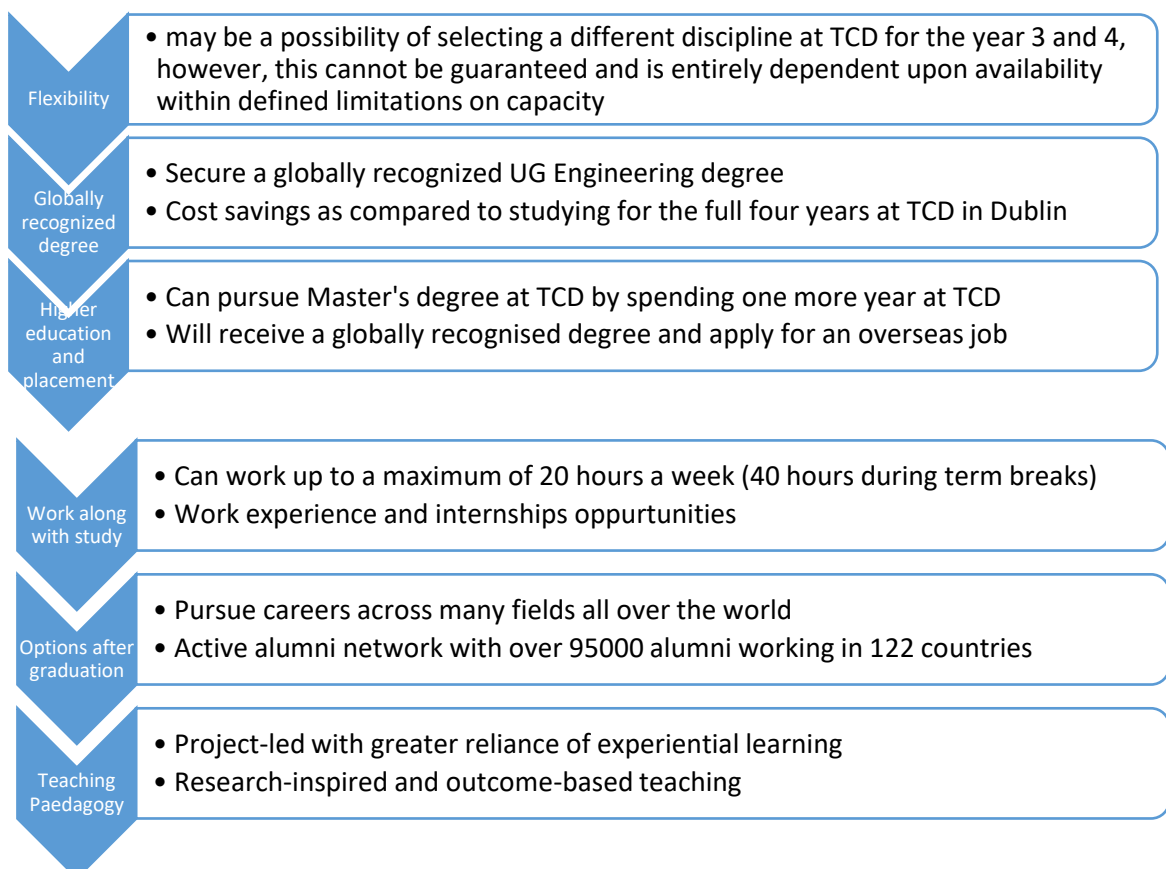 Flexibility
• may be a possibility of selecting a different discipline at TCD for the year 3 and 4,
however, this cannot be guaranteed and is entirely dependent upon availability
within defined limitations on capacity
Globally
recognized
degree
• Secure a globally recognized UG Engineering degree
• Cost savings as compared to studying for the full four years at TCD in Dublin
Higher
education
and
placement
• Can pursue Master's degree at TCD by spending one more year at TCD
• Will receive a globally recognised degree and apply for an overseas job
Work along
with study
• Can work up to a maximum of 20 hours a week (40 hours during term breaks)
• Work experience and internships oppurtunities
Options after
graduation
• Pursue careers across many fields all over the world
• Active alumni network with over 95000 alumni working in 122 countries
Teaching
Paedagogy
• Project-led with greater reliance of experiential learning
• Research-inspired and outcome-based teaching